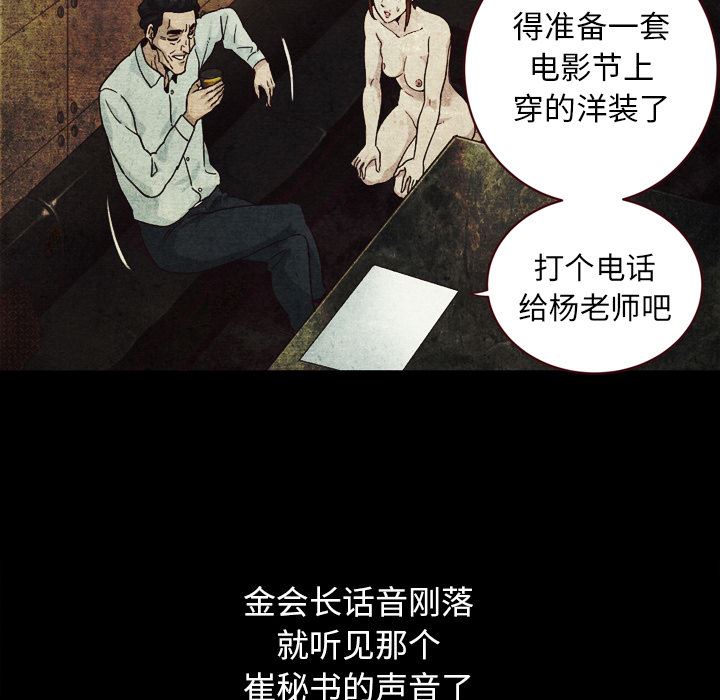 得准备一套
电影节上
穿的洋装了
打个电话
给杨老师吧
金会长话音刚落
就听见那个
崔秘书的声音了